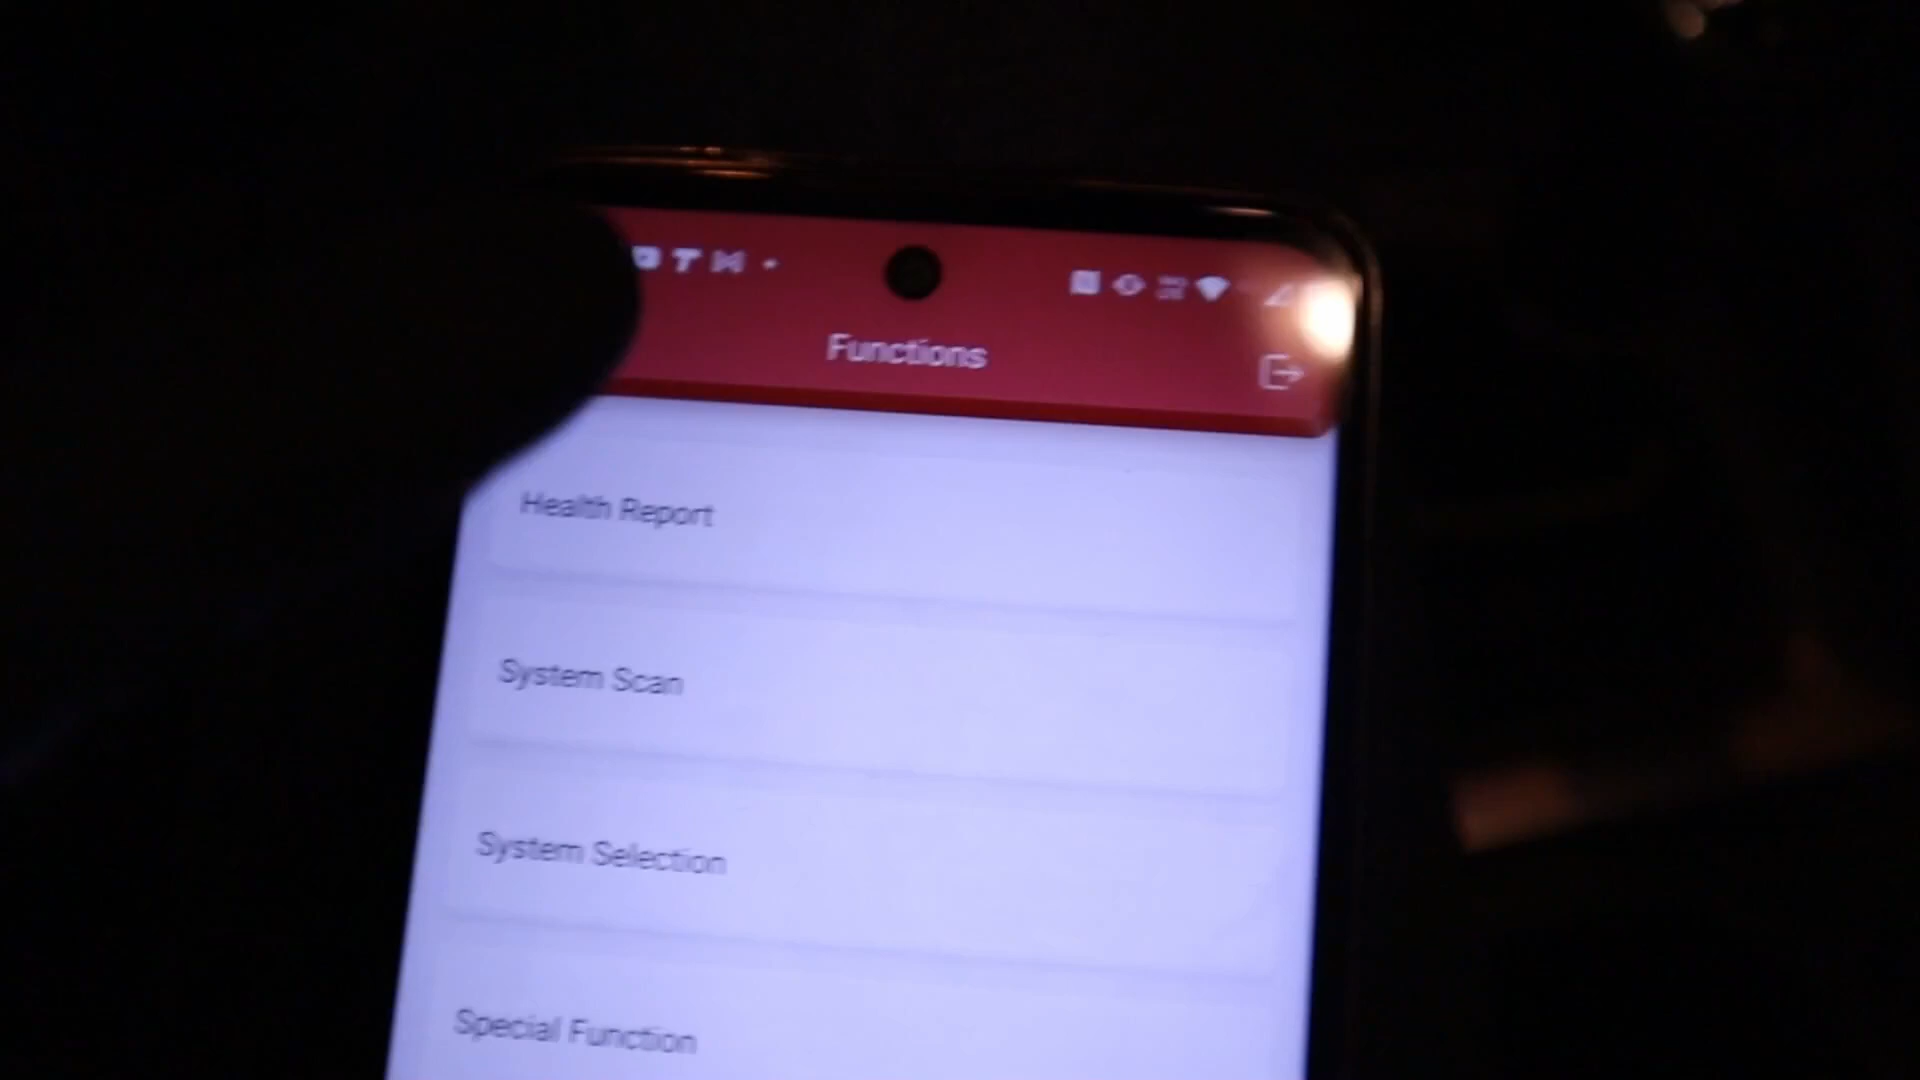 Functions
Health Report
System Scan
System Selection
Special Function